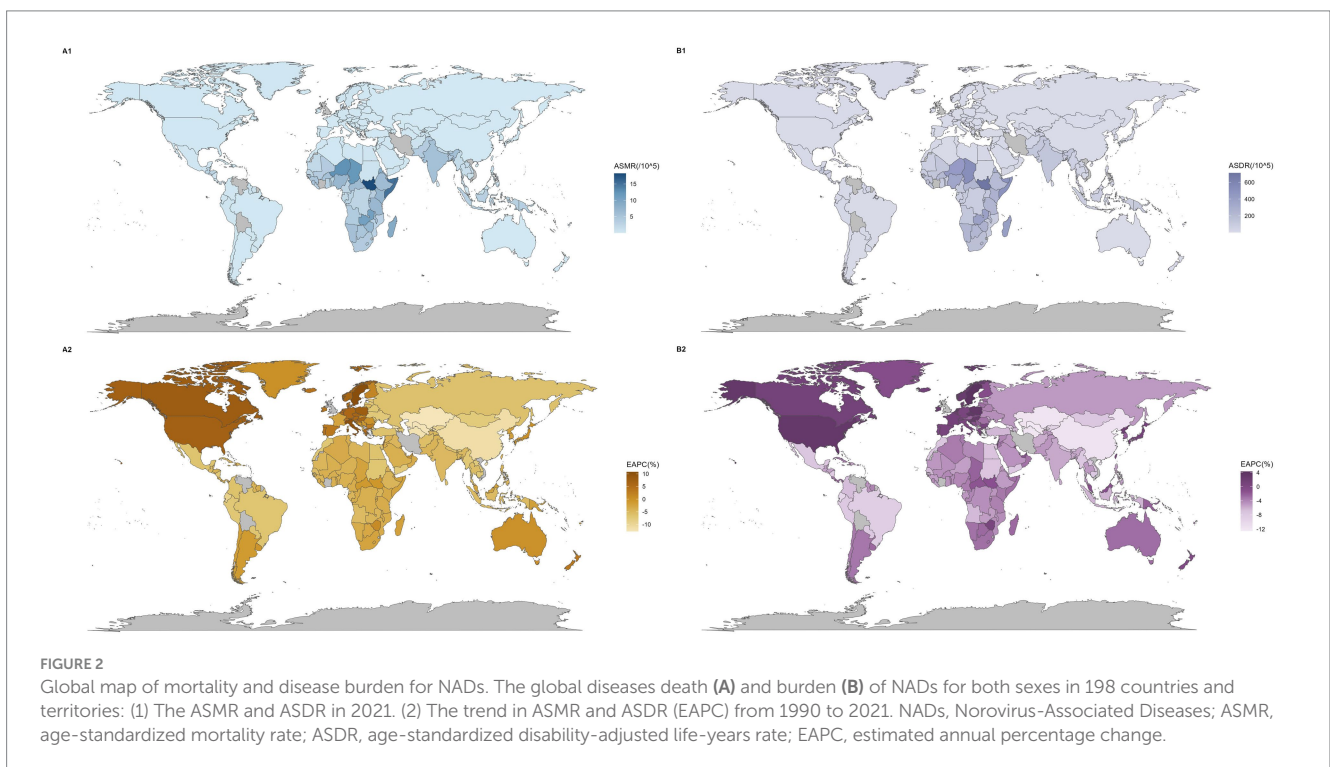 A1
B1
ASMR(/10^5)
15
10
5
ASDR(/10^5)
600
400
200
A2
B2
EAPC(%)
10
5
0
-5
-10
EAPC(%)
4
0
-4
-8
-12
FIGURE 2
Global map of mortality and disease burden for NADs. The global diseases death (A) and burden (B) of NADs for both sexes in 198 countries and
territories: (1) The ASMR and ASDR in 2021. (2) The trend in ASMR and ASDR (EAPC) from 1990 to 2021. NADs, Norovirus-Associated Diseases; ASMR,
age-standardized mortality rate; ASDR, age-standardized disability-adjusted life-years rate; EAPC, estimated annual percentage change.